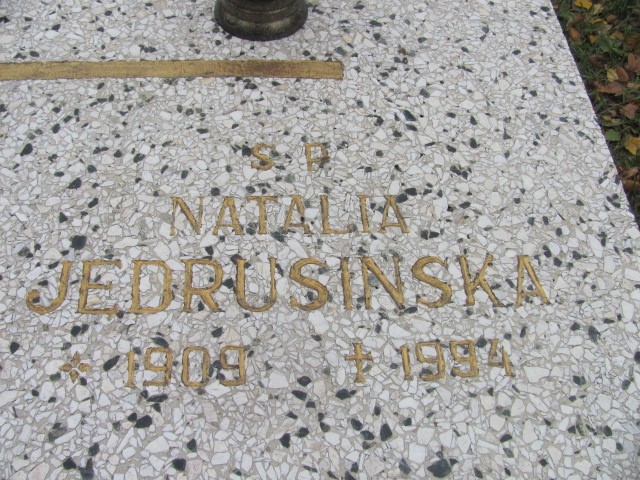 S P
NATALIA
JEDRUSINSKA
1909 † 1994